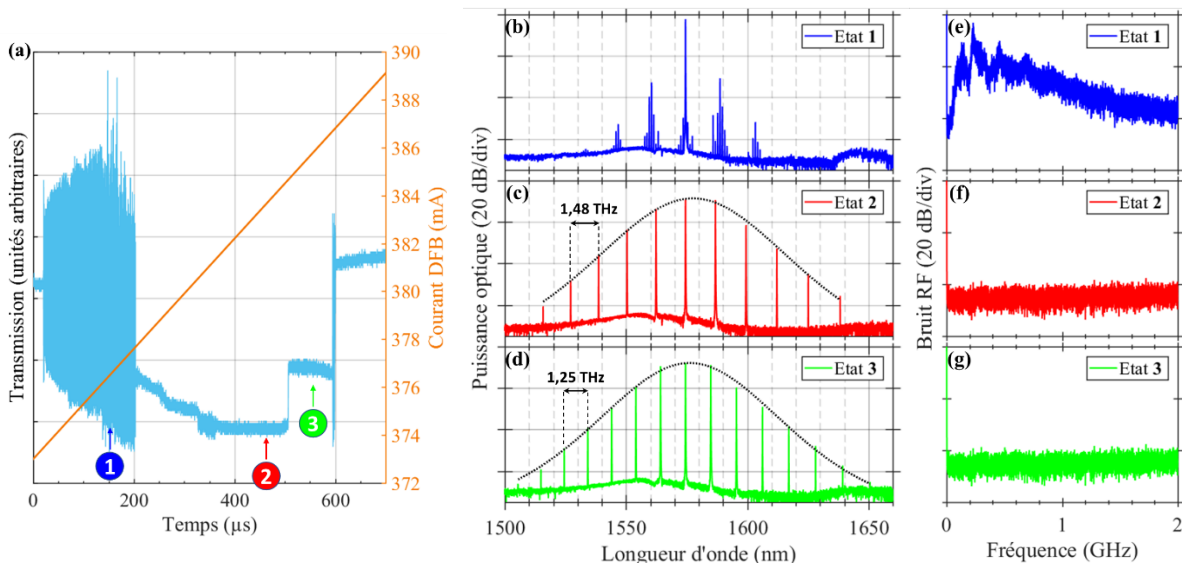 (a)
Transmission (unités arbitraires)
0
200
400
600
Temps (µs)
390
388
386
384
382
380
378
376
374
372
Courant DFB (mA)
1
2
3
(b)
Etat 1
(c)
Etat 2
1,48 THz
(d)
Etat 3
1,25 THz
Puissance optique (20 dB/div)
1500
1550
1600
1650
Longueur d'onde (nm)
(e)
Etat 1
(f)
Etat 2
(g)
Etat 3
Bruit RF (20 dB/div)
0
1
2
Fréquence (GHz)